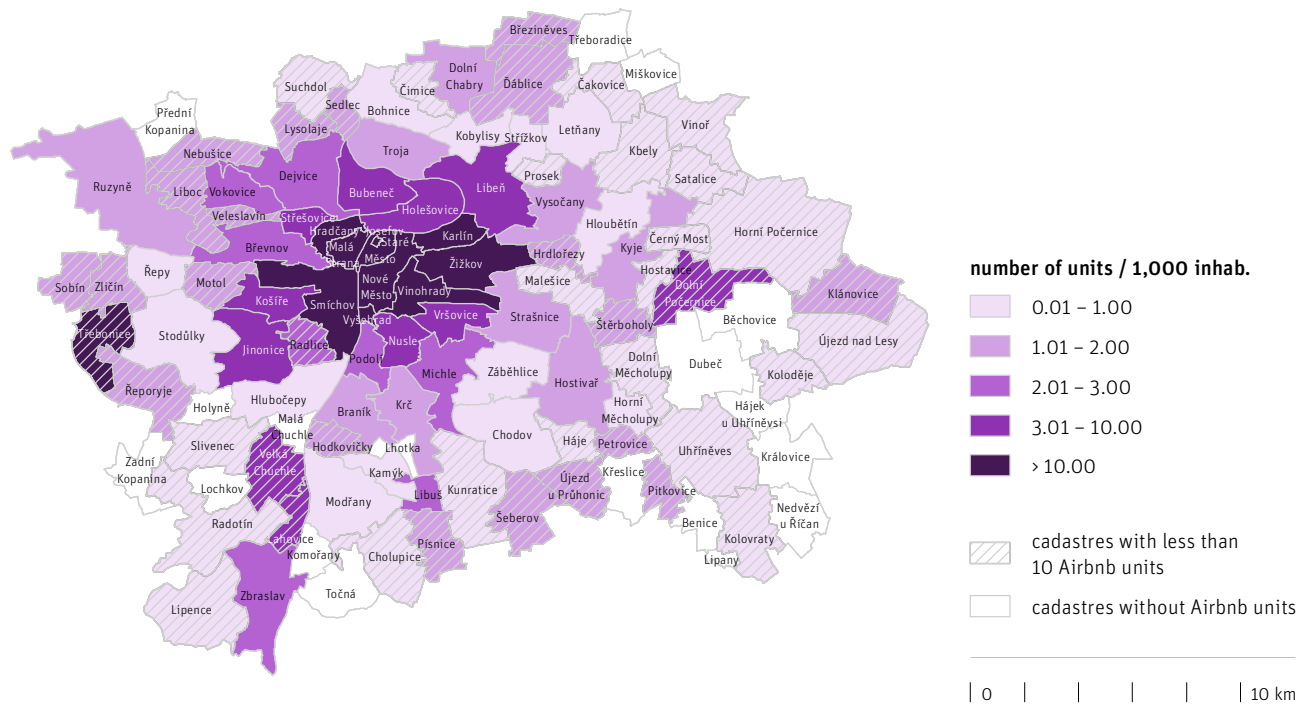 Březiněves
Třeboradice
Miškovice
Dolní
Chabry
Ďáblice
Čakovice
Suchdol
Čimice
Sedlec
Bohnice
Přední
Kopanina
Lysolaje
Kobylisy
Střížkov
Letňany
Vinoř
Nebušice
Troja
Kbely
Ruzyně
Liboc
Vokovice
Dejvice
Bubeneč
Libeň
Prosek
Satalice
Veleslavín
Střešovice
Holešovice
Vysočany
Hloubětín
Horní Počernice
Hradčany
Josefov
Karlín
Malá
Strana
Staré
Město
Břevnov
Kyje
Černý Most
Hrdlořezy
Žižkov
Řepy
Hostavice
Malešice
Dolní
Počernice
Sobín
Zličín
Motol
Nové
Město
Vinohrady
Klánovice
Košíře
Smíchov
Vyšehrad
Vršovice
Strašnice
Štěrboholy
Běchovice
Třebonice
Stodůlky
Jinonice
Radlice
Podolí
Nusle
Újezd nad Lesy
Michle
Záběhlice
Dolní
Měcholupy
Dubeč
Koloděje
Hostivař
Řeporyje
Holyně
Hlubočepy
Braník
Krč
Horní
Měcholupy
Hájek
u Uhříněvsi
Malá
Chuchle
Slivenec
Hodkovičky
Lhotka
Chodov
Háje
Petrovice
Uhříněves
Královice
Velká
Chuchle
Zadní
Kopanina
Lochkov
Kamýk
Křeslice
Kunratice
Újezd
u Průhonic
Pitkovice
Libuš
Modřany
Radotín
Šeberov
Nedvězí
u Říčan
Benice
Lahovice
Písnice
Kolovraty
Komořany
Cholupice
Lipany
Zbraslav
Točná
Lipence
number of units / 1,000 inhab.
0.01 – 1.00
1.01 – 2.00
2.01 – 3.00
3.01 – 10.00
> 10.00
cadastres with less than
10 Airbnb units
cadastres without Airbnb units
0
10 km